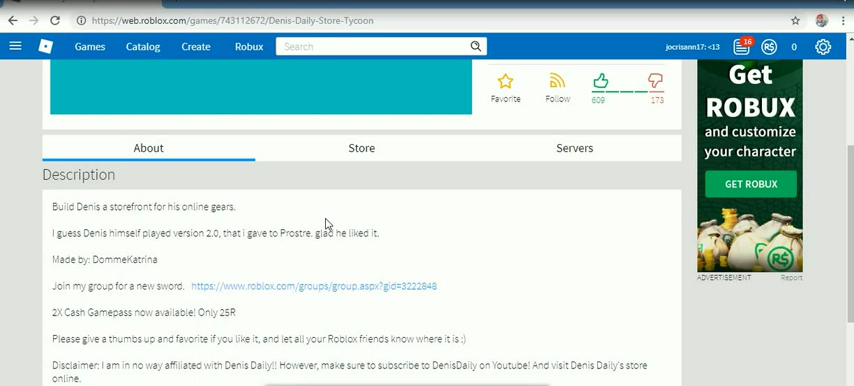 https://web.roblox.com/games/743112672/Denis-Daily-Store-Tycoon
Games Catalog Create Robux Search jocrisann17: <13 16 0
Get
ROBUX
and customize
your character
GET ROBUX
ADVERTISEMENT Report
Favorite Follow 609 173
About Store Servers
Description
Build Denis a storefront for his online gears.
I guess Denis himself played version 2.0, that i gave to Prostre. glad he liked it.
Made by: DommeKatrina
Join my group for a new sword. https://www.roblox.com/groups/group.aspx?gid=3222848
2X Cash Gamepass now available! Only 25R
Please give a thumbs up and favorite if you like it, and let all your Roblox friends know where it is :)
Disclaimer: I am in no way affiliated with Denis Daily!! However, make sure to subscribe to DenisDaily on Youtube! And visit Denis Daily's store
online.